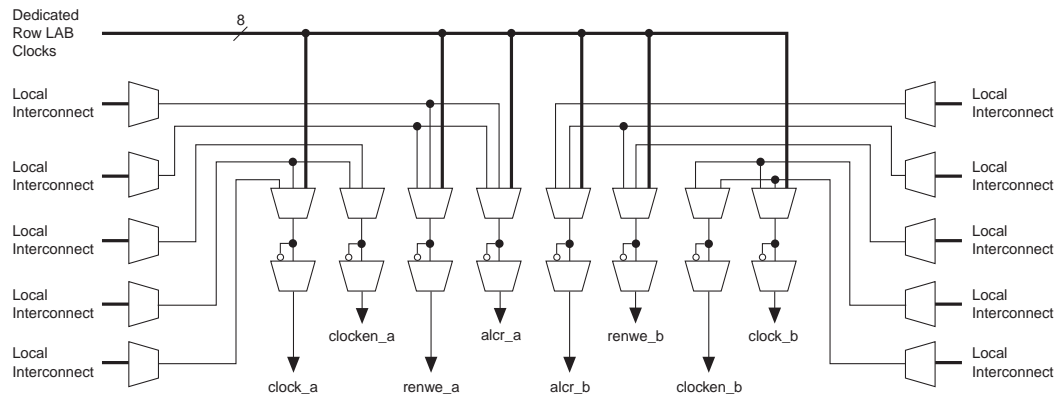 Dedicated
Row LAB
Clocks
8
Local
Interconnect
Local
Interconnect
Local
Interconnect
Local
Interconnect
Local
Interconnect
Local
Interconnect
Local
Interconnect
Local
Interconnect
Local
Interconnect
Local
Interconnect
clocken_a
alcr_a
renwe_b
clock_b
clock_a
renwe_a
alcr_b
clocken_b